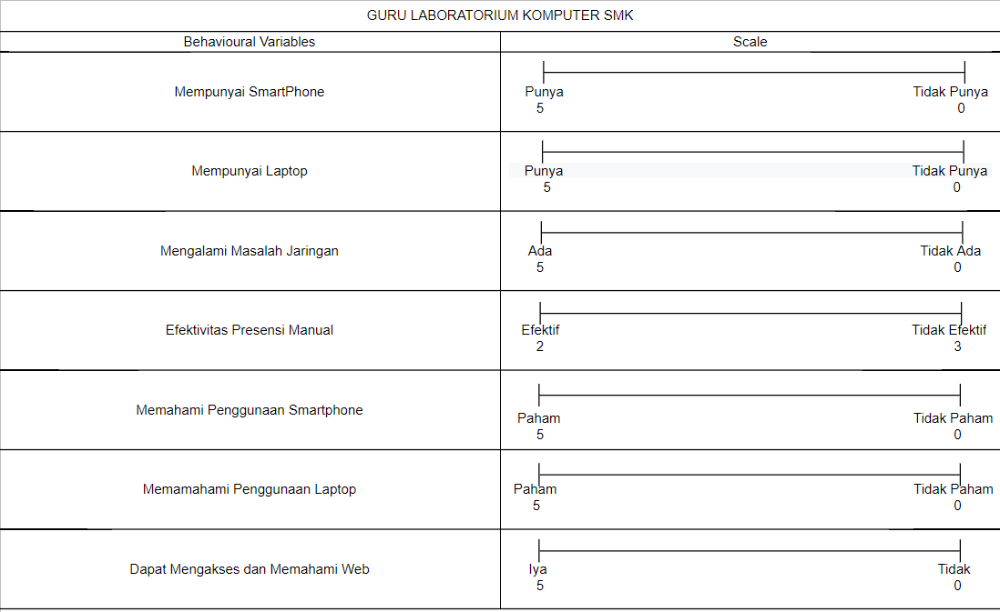 GURU LABORATORIUM KOMPUTER SMK
Behavioural Variables Scale
Mempunyai SmartPhone
Punya Tidak Punya
5 0
Mempunyai Laptop
Punya Tidak Punya
5 0
Mengalami Masalah Jaringan
Ada Tidak Ada
5 0
Efektivitas Presensi Manual
Efektif Tidak Efektif
2 3
Memahami Penggunaan Smartphone
Paham Tidak Paham
5 0
Memamahami Penggunaan Laptop
Paham Tidak Paham
5 0
Dapat Mengakses dan Memahami Web
Iya Tidak
5 0